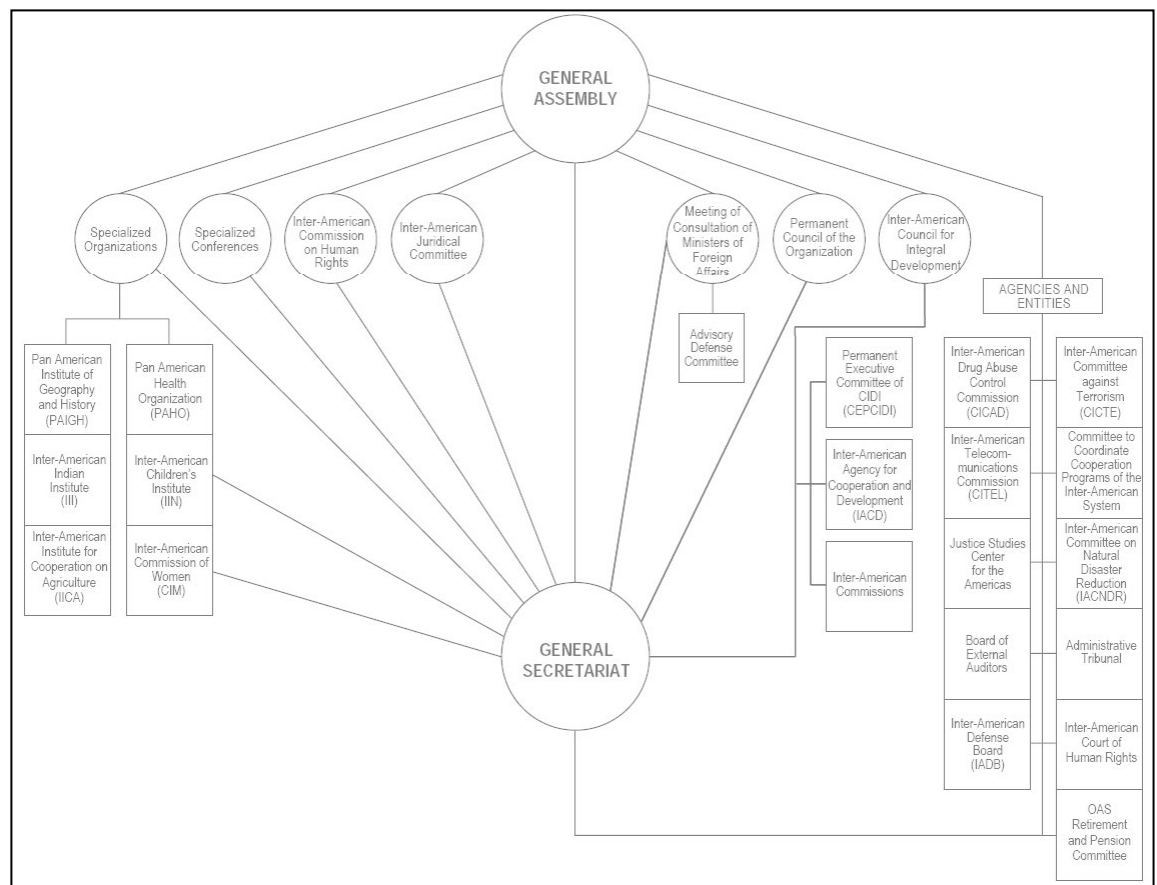 GENERAL
ASSEMBLY
Specialized
Organizations
Specialized
Conferences
Inter-American
Commission
on Human
Rights
Inter-American
Juridical
Committee
Meeting of
Consultation of
Ministers of
Foreign
Affairs
Permanent
Council of the
Organization
Inter-American
Council for
Integral
Development
AGENCIES AND
ENTITIES
Advisory
Defense
Committee
Pan American
Institute of
Geography
and History
(PAIGH)
Pan American
Health
Organization
(PAHO)
Inter-American
Indian
Institute
(III)
Inter-American
Children's
Institute
(IIN)
Inter-American
Institute for
Cooperation on
Agriculture
(IICA)
Inter-American
Commission of
Women
(CIM)
Permanent
Executive
Committee of
CIDI
(CEPCIDI)
Inter-American
Agency for
Cooperation and
Development
(IACD)
Inter-American
Commissions
Inter-American
Drug Abuse
Control
Commission
(CICAD)
Inter-American
Committee
against
Terrorism
(CICTE)
Inter-American
Telecom-
munications
Commission
(CITEL)
Committee to
Coordinate
Cooperation
Programs of the
Inter-American
System
Justice Studies
Center
for the
Americas
Inter-American
Committee on
Natural
Disaster
Reduction
(IACNDR)
Board of
External
Auditors
Administrative
Tribunal
Inter-American
Defense
Board
(IADB)
Inter-American
Court of
Human Rights
OAS
Retirement
and Pension
Committee
GENERAL
SECRETARIAT